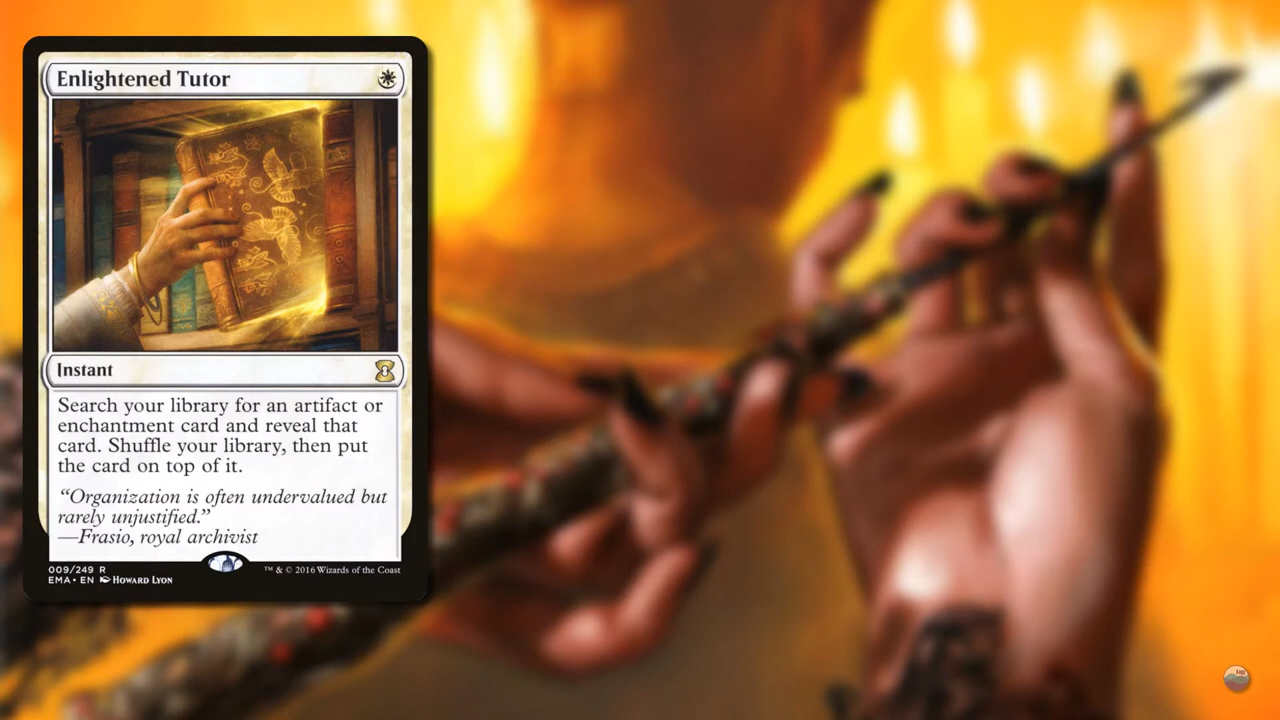 Enlightened Tutor
Instant
Search your library for an artifact or
enchantment card and reveal that
card. Shuffle your library, then put
the card on top of it.
“Organization is often undervalued but
rarely unjustified.”
—Frasio, royal archivist
009/249 R
EMA • EN Howard Lyon
™ & © 2016 Wizards of the Coast